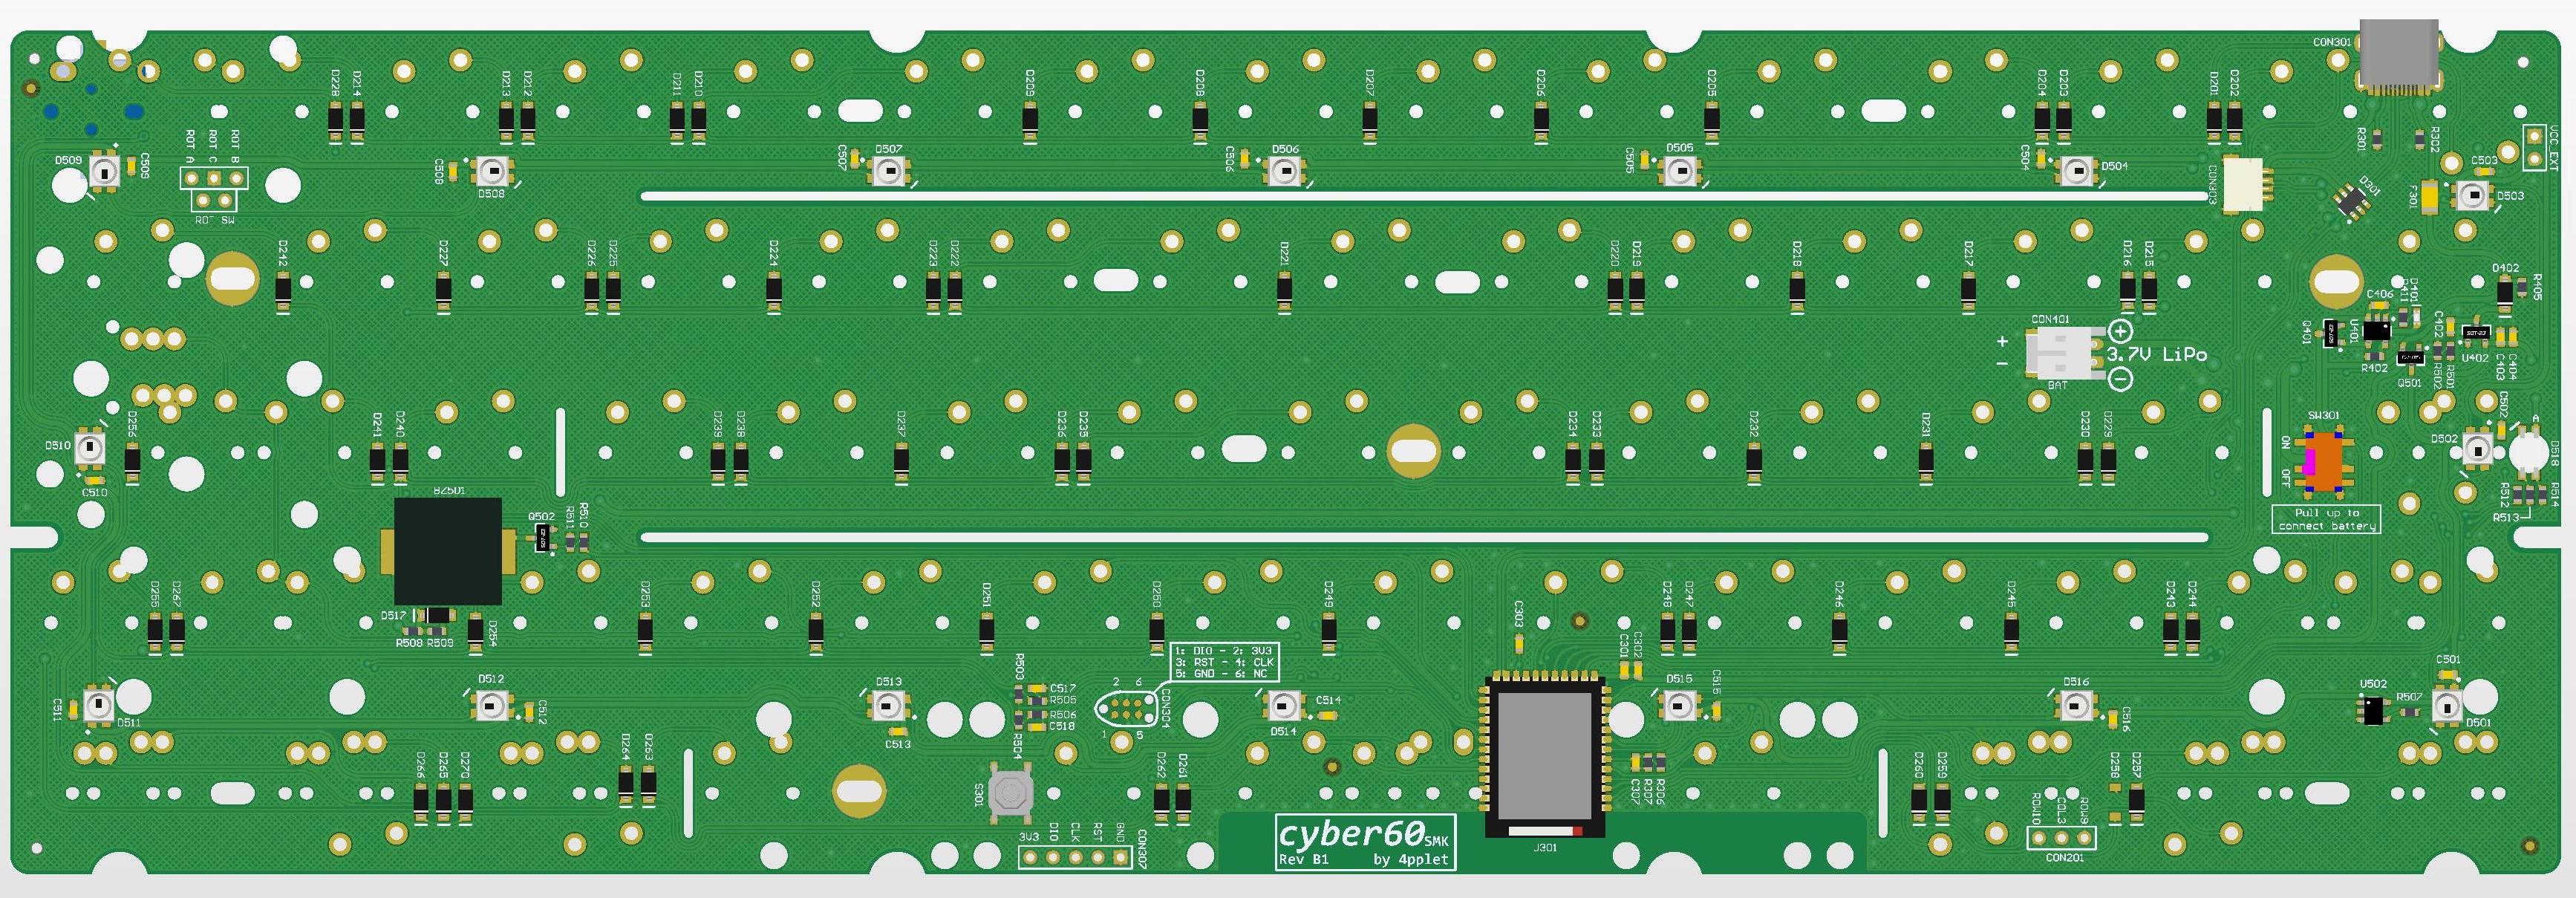 CON301
D228 D214 D213 D212 D211 D210 D209 D208 D207 D206 D205 D204 D203 D201 D202
R301 R302 VCC_EXT
ROT A ROT C ROT B
D509 C509 C508 D508 C507 D507 C506 D506 C505 D505 C504 D504 CON303 D301 F301 C503 D503
ROT SW
D242 D227 D226 D225 D224 D223 D222 D221 D220 D219 D218 D217 D216 D215
D402 R405 C406 R411 D401
CON401
+
-
+
3.7V LiPo
-
BAT
Q401 U401 R402 Q501 C402 R502 R501 U402 C403 C404
D510 D256 D241 D240 D239 D238 D237 D236 D235 D234 D233 D232 D231 D230 D229
SW301
ON
OFF
D502 C502 A D518
C510
BZ501
Q502 R511 R510
Pull up to
connect battery
R512 R514
R513
D255 D267 D517 R508 R509 D254 D253 D252 D251 D250 D249 C303 C301 C302 D248 D247 D246 D245 D243 D244
1: DIO - 2: 3V3
3: RST - 4: CLK
5: GND - 6: NC
C511 D511 D512 C512 D513 C513
R503 C517
R505
R506
C518
R504
2 6
1 5
CON304
D514 C514 D515 C515 D516 C516 U502 R507 C501 D501
D266 D265 D270 D264 D263 S301 D262 D261 C307 R307 R306 D260 D259 D258 D257
3V3 DIO CLK RST GND CON307
cyber60 SMK
Rev B1 by 4pplet
J301
ROW10 COL3 ROW9
CON201